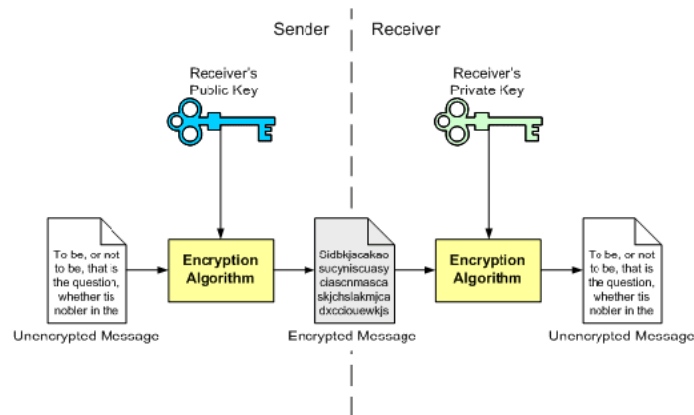 Sender
Receiver
Receiver's
Public Key
Receiver's
Private Key
To be, or not
to be, that is
the question,
whether tis
nobler in the
Unencrypted Message
Encryption
Algorithm
Sidbkjacakao
sucyniscuasy
ciascnmasca
skjchslakmjca
dxcciouewkjs
Encrypted Message
Encryption
Algorithm
To be, or not
to be, that is
the question,
whether tis
nobler in the
Unencrypted Message